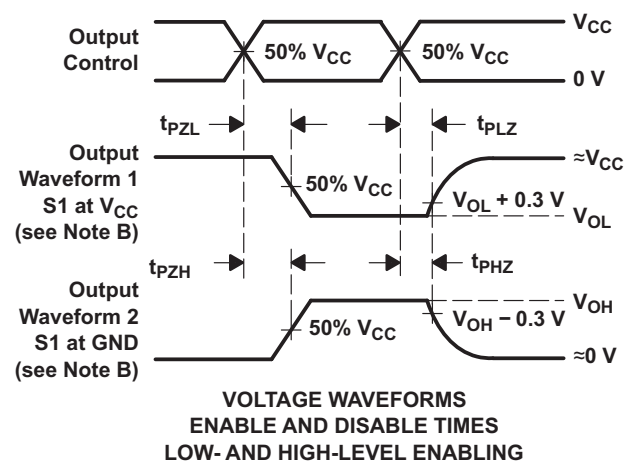 Output
Control
50% VCC
50% VCC
VCC
0 V
tPZL
tPLZ
Output
Waveform 1
S1 at VCC
(see Note B)
50% VCC
≈VCC
VOL + 0.3 V
VOL
tPZH
tPHZ
Output
Waveform 2
S1 at GND
(see Note B)
50% VCC
VOH
VOH − 0.3 V
≈0 V
VOLTAGE WAVEFORMS
ENABLE AND DISABLE TIMES
LOW- AND HIGH-LEVEL ENABLING